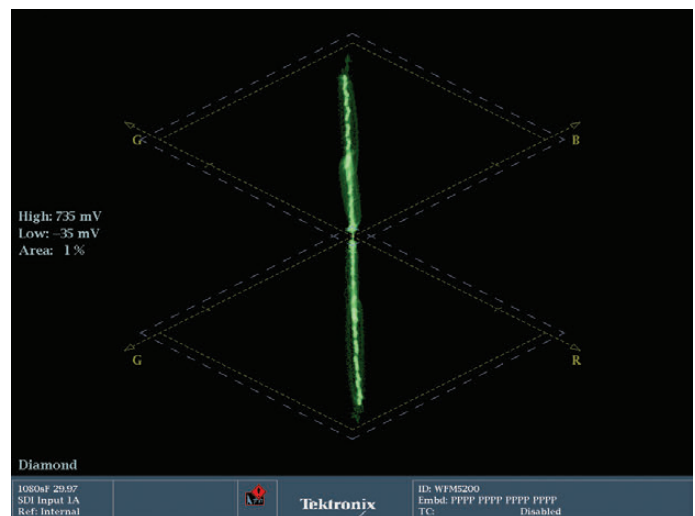 G
B
High: 735 mV
Low: -35 mV
Area: 1 %
G
R
Diamond
1080sF 29.97
SDI Input 1A
Ref: Internal
Tektronix
ID: WFM5200
Embd: PPPP PPPP PPPP PPPP
TC: Disabled